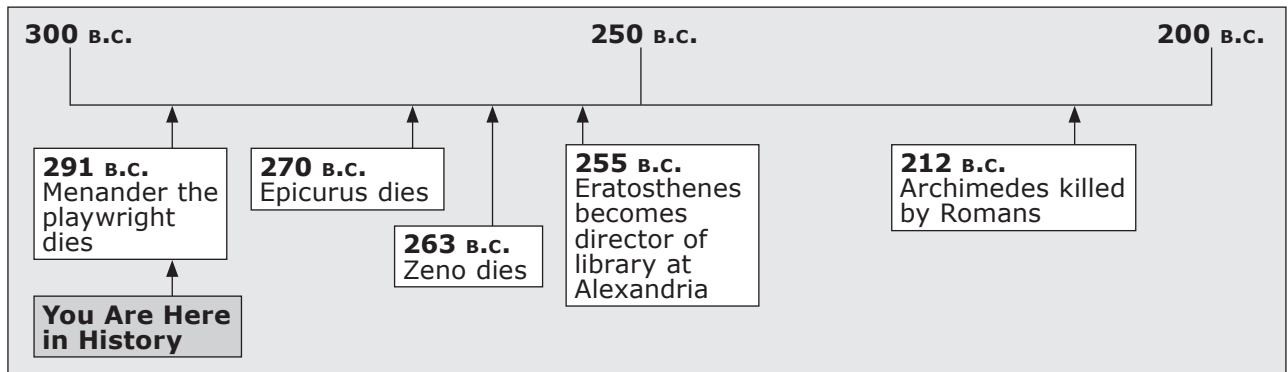 300 B.C.
250 B.C.
200 B.C.
291 B.C.
Menander the
playwright
dies
270 B.C.
Epicurus dies
263 B.C.
Zeno dies
255 B.C.
Eratosthenes
becomes
director of
library at
Alexandria
212 B.C.
Archimedes killed
by Romans
You Are Here
in History